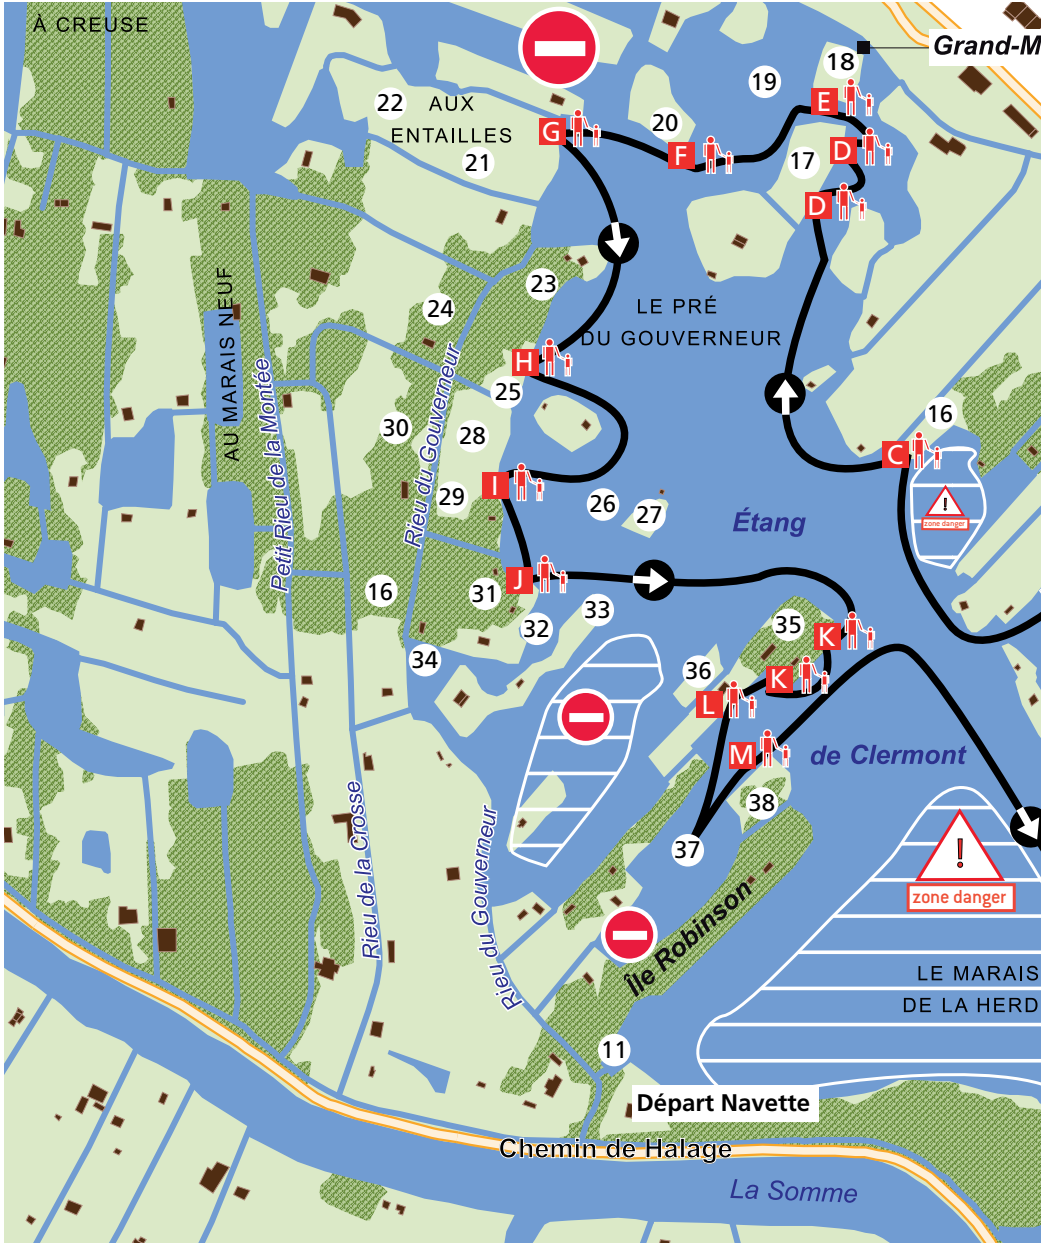 À CREUSE
Grand-M
18
19
22
AUX
E
20
ENTAILLES
G
21
F
17
D
D
23
LE PRÉ
24
DU GOUVERNEUR
H
AU MARAIS NEUF
Petit Rieu de la Montée
Rieu du Gouverneur
25
16
30
28
C
I
29
26
27
!
zone danger
Étang
J
16
31
33
32
35
K
34
36
K
L
M
de Clermont
38
37
Rieu de la Crosse
Rieu du Gouverneur
!
zone danger
Île Robinson
LE MARAIS
DE LA HERD
11
Départ Navette
Chemin de Halage
La Somme